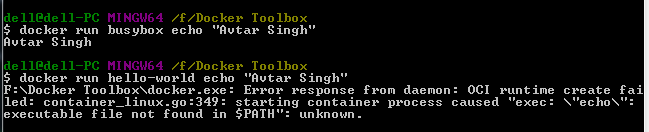 dell@dell-PC MINGW64 /f/Docker Toolbox
$ docker run busybox echo "Avtar Singh"
Avtar Singh
dell@dell-PC MINGW64 /f/Docker Toolbox
$ docker run hello-world echo "Avtar Singh"
F:\Docker Toolbox\docker.exe: Error response from daemon: OCI runtime create fai
led: container_linux.go:349: starting container process caused "exec: \"echo\":
executable file not found in $PATH": unknown.